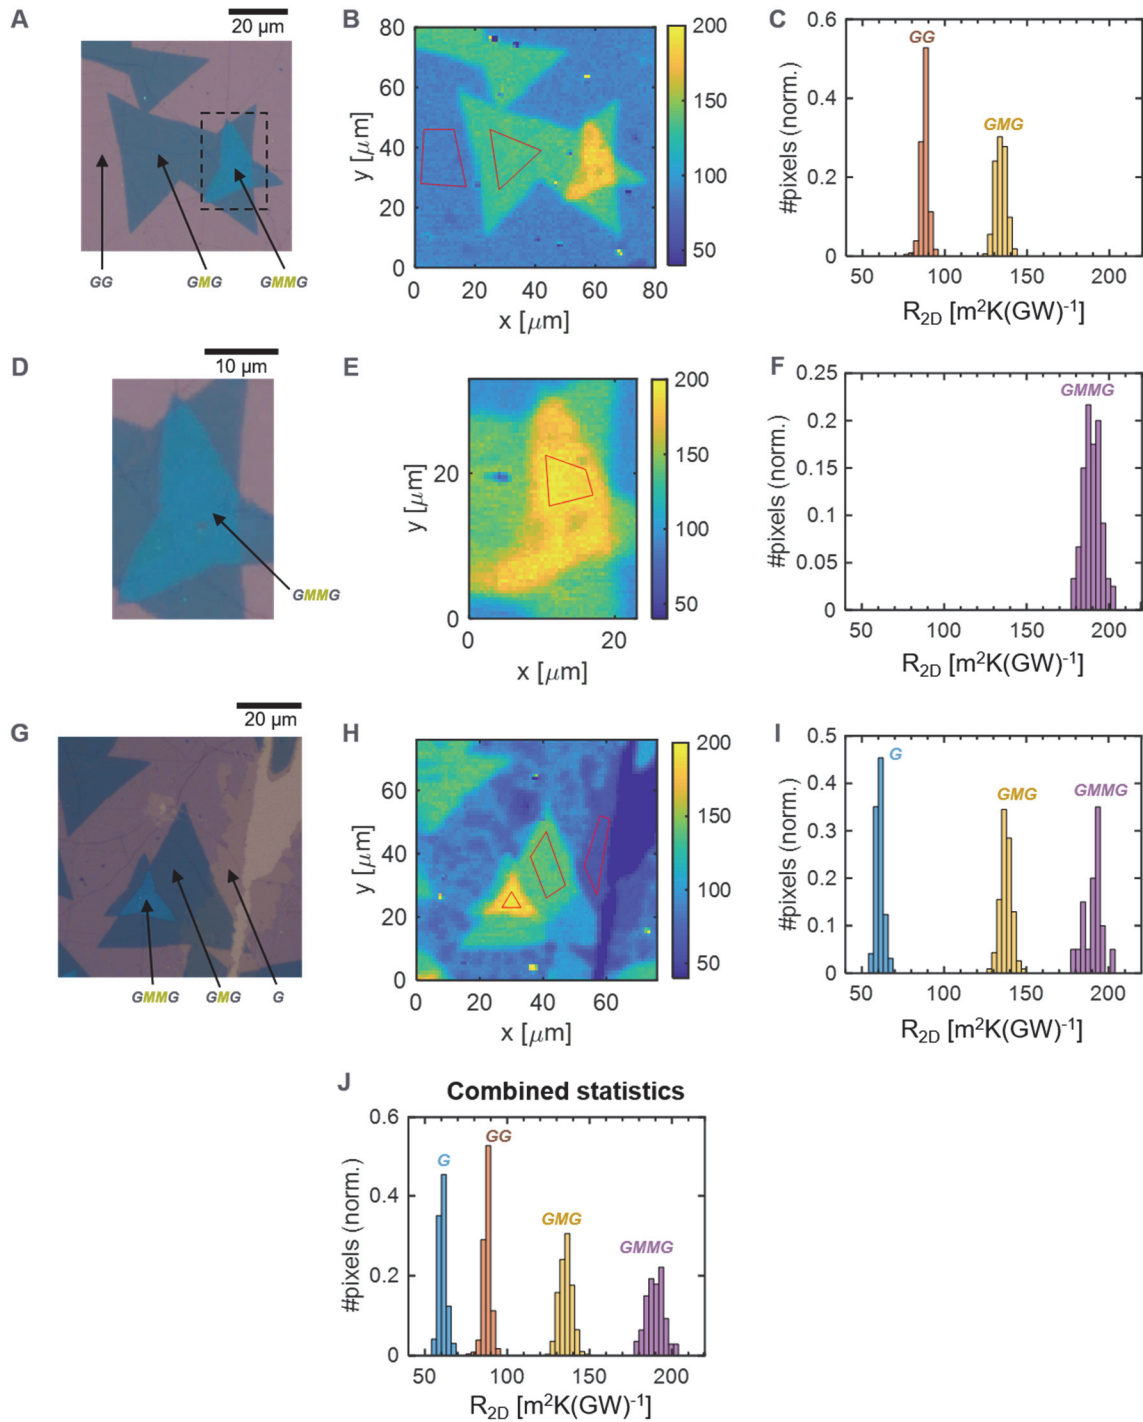 A
20 µm
GG
GMG
GMMG
B
80
60
40
20
0
y [µm]
0
20
40
60
80
x [µm]
200
150
100
50
C
0.6
0.4
0.2
0
#pixels (norm.)
GG
GMG
50
100
150
200
R2D [m²K(GW)⁻¹]
D
10 µm
GMMG
E
20
0
y [µm]
0
20
x [µm]
200
150
100
50
F
0.25
0.2
0.15
0.1
0.05
0
#pixels (norm.)
GMMG
50
100
150
200
R2D [m²K(GW)⁻¹]
G
20 µm
GMMG
GMG
G
H
60
40
20
0
y [µm]
0
20
40
60
x [µm]
200
150
100
50
I
0.5
0.4
0.3
0.2
0.1
0
#pixels (norm.)
G
GMG
GMMG
50
100
150
200
R2D [m²K(GW)⁻¹]
J
Combined statistics
0.6
0.4
0.2
0
#pixels (norm.)
G
GG
GMG
GMMG
50
100
150
200
R2D [m²K(GW)⁻¹]